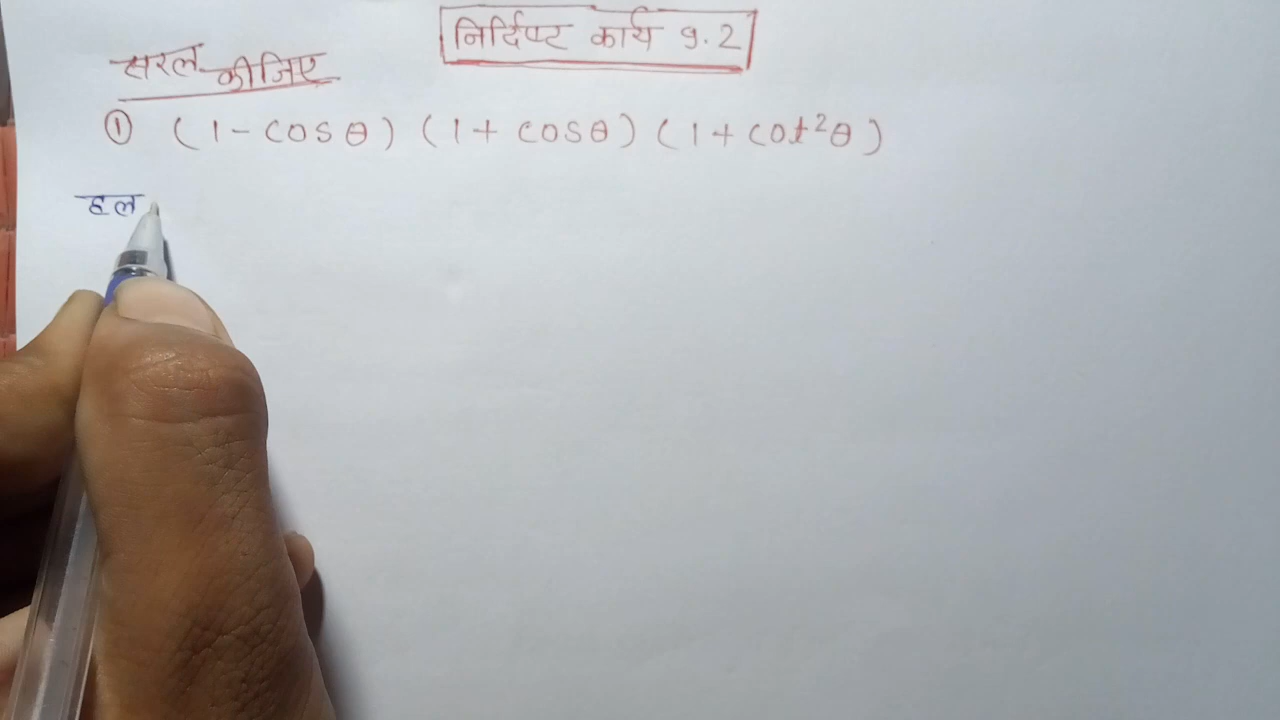 निर्दिष्ट कार्य 9.2
सरल कीजिए
① (1 - cosθ) (1 + cosθ) (1 + cot²θ)
हल